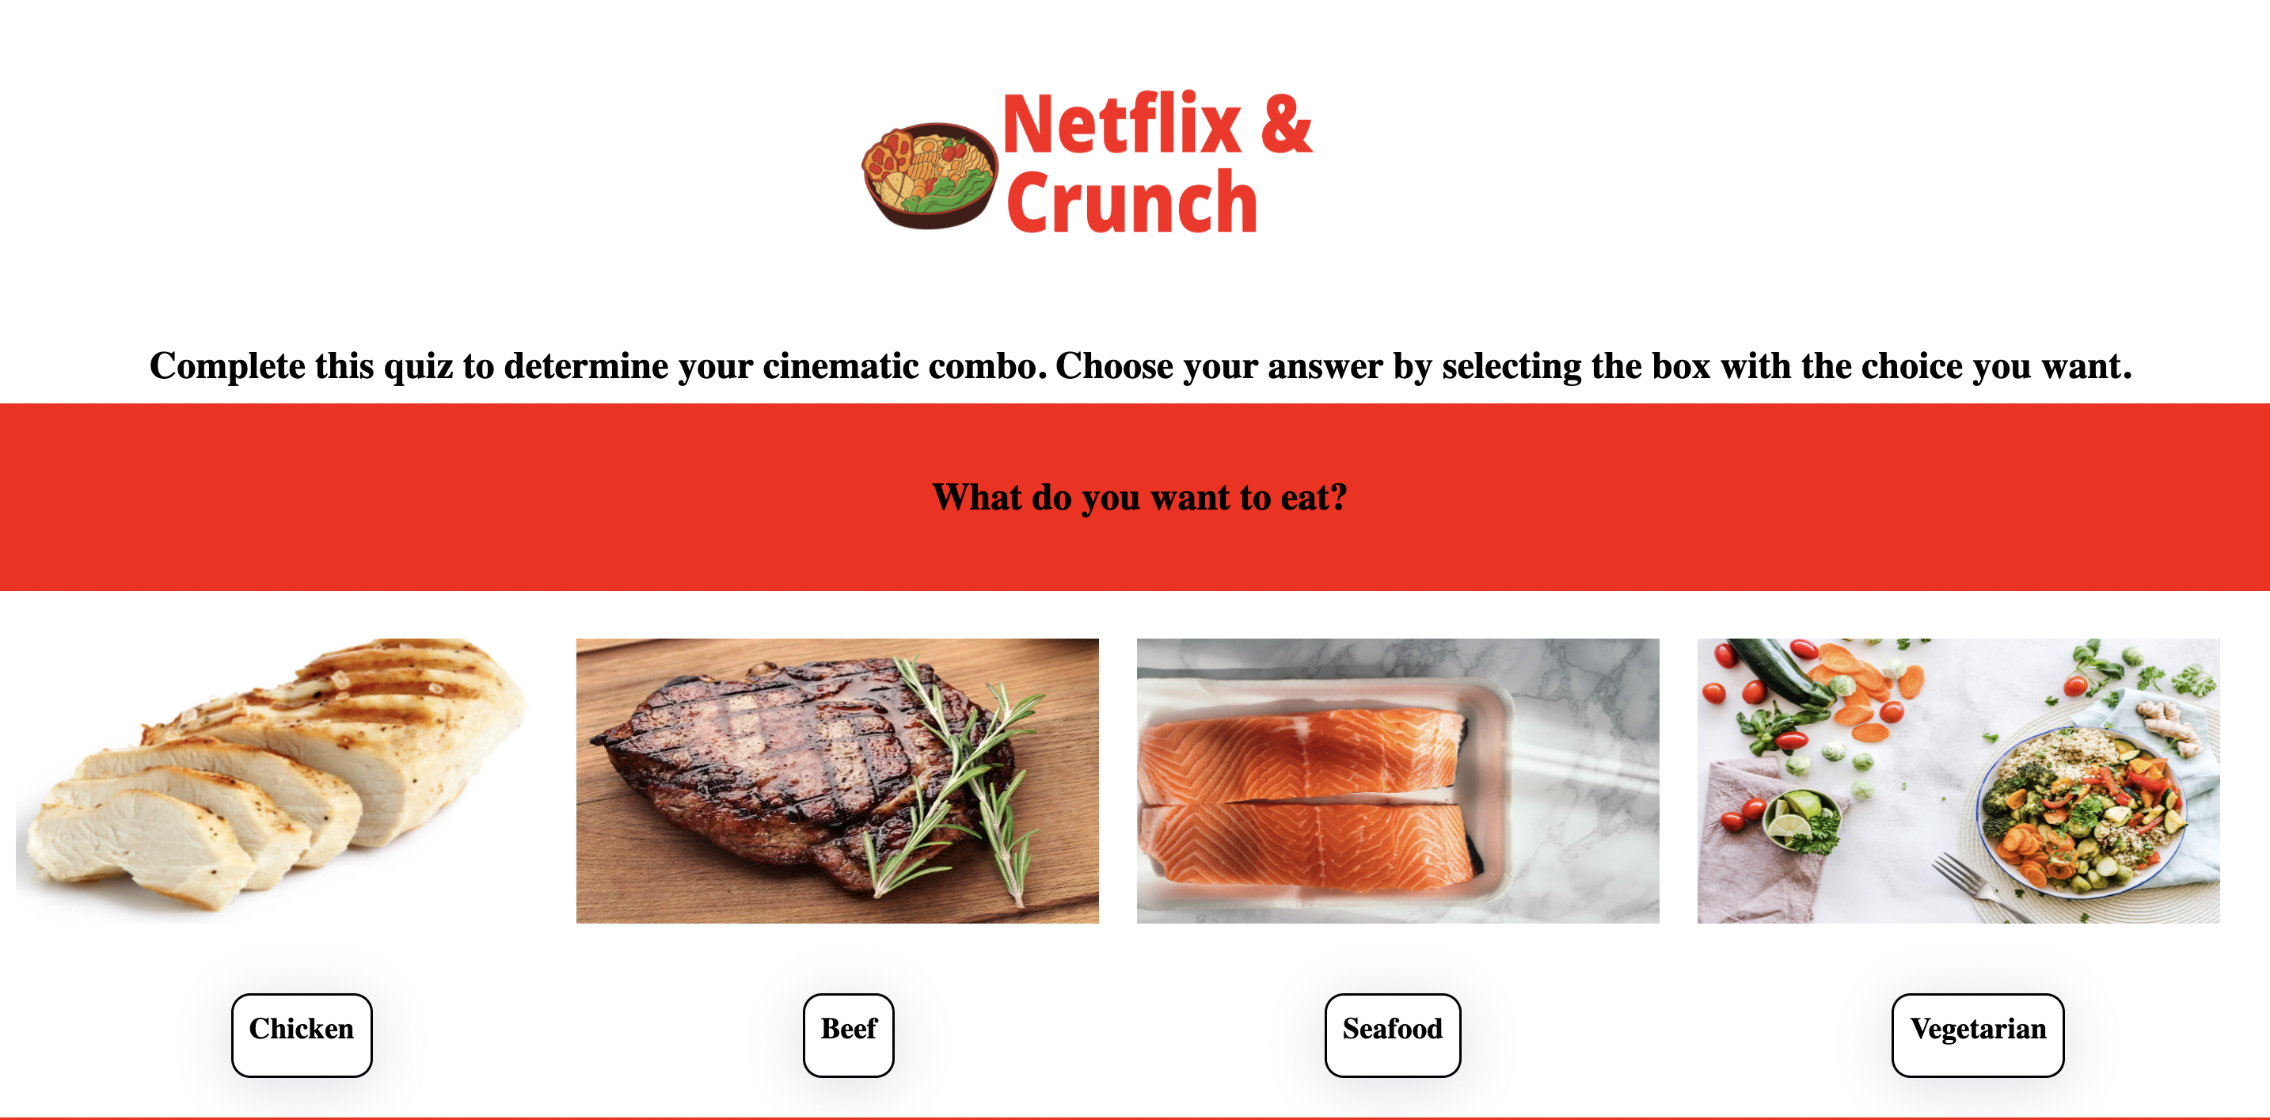 Netflix &
Crunch
Complete this quiz to determine your cinematic combo. Choose your answer by selecting the box with the choice you want.
What do you want to eat?
Chicken
Beef
Seafood
Vegetarian